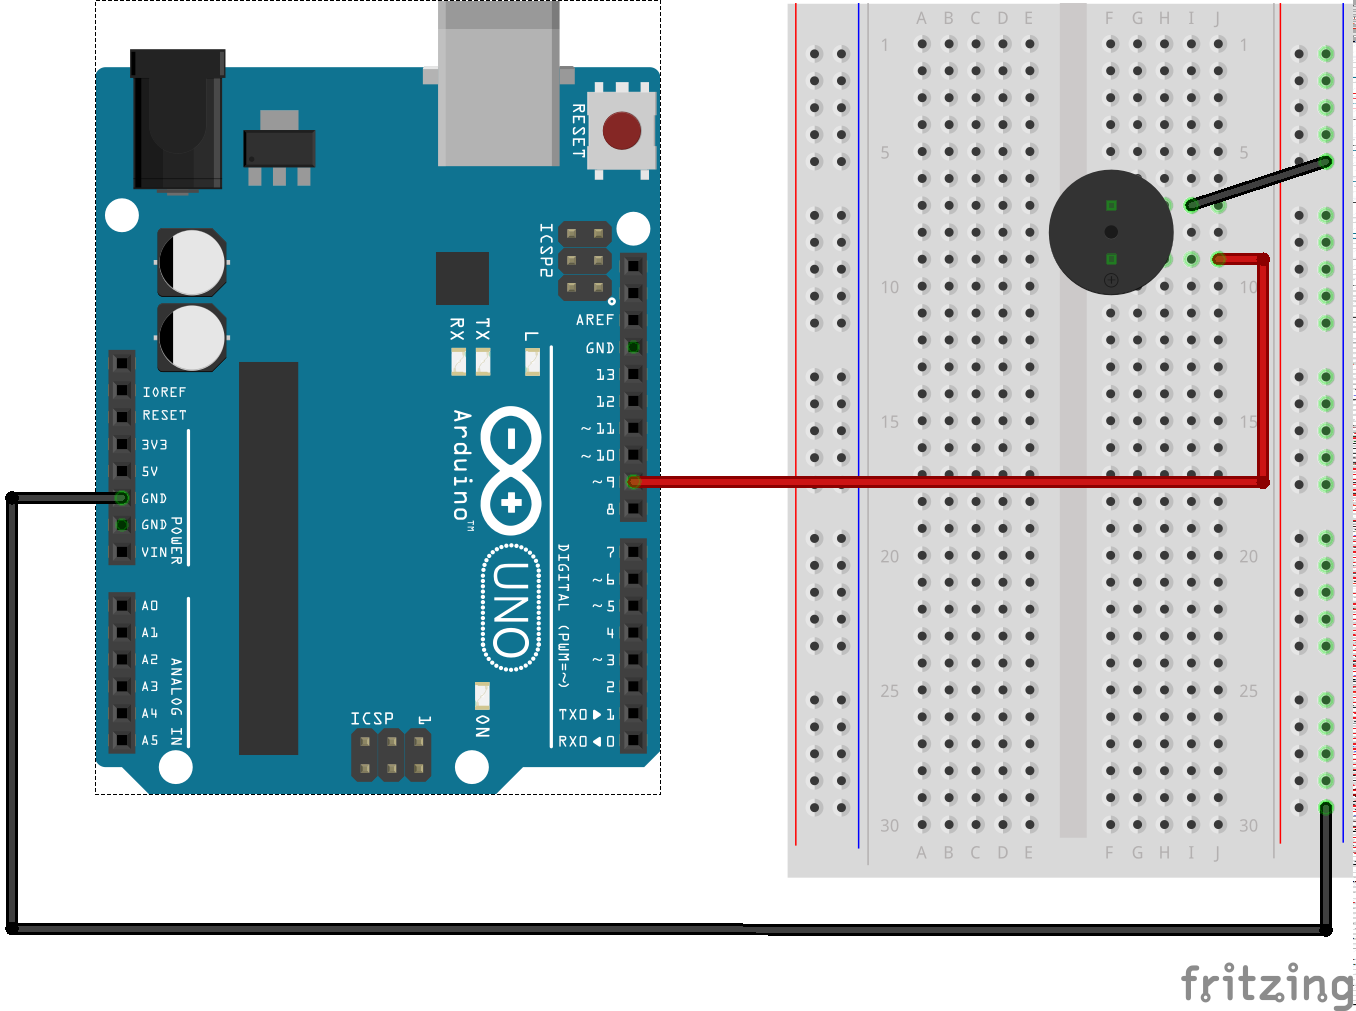 RESET
ICSP2
AREF
GND
13
12
~11
~10
~9
8
RX
TX
L
IOREF
RESET
3V3
5V
GND
GND
VIN
POWER
Arduino™
UNO
DIGITAL (PWM=~)
7
~6
~5
4
~3
2
TX0▶1
RX0◀0
A0
A1
A2
A3
A4
A5
ANALOG IN
ICSP
1
ON
A B C D E F G H I J
1 1
5 5
10 10
15 15
20 20
25 25
30 30
A B C D E F G H I J
fritzing